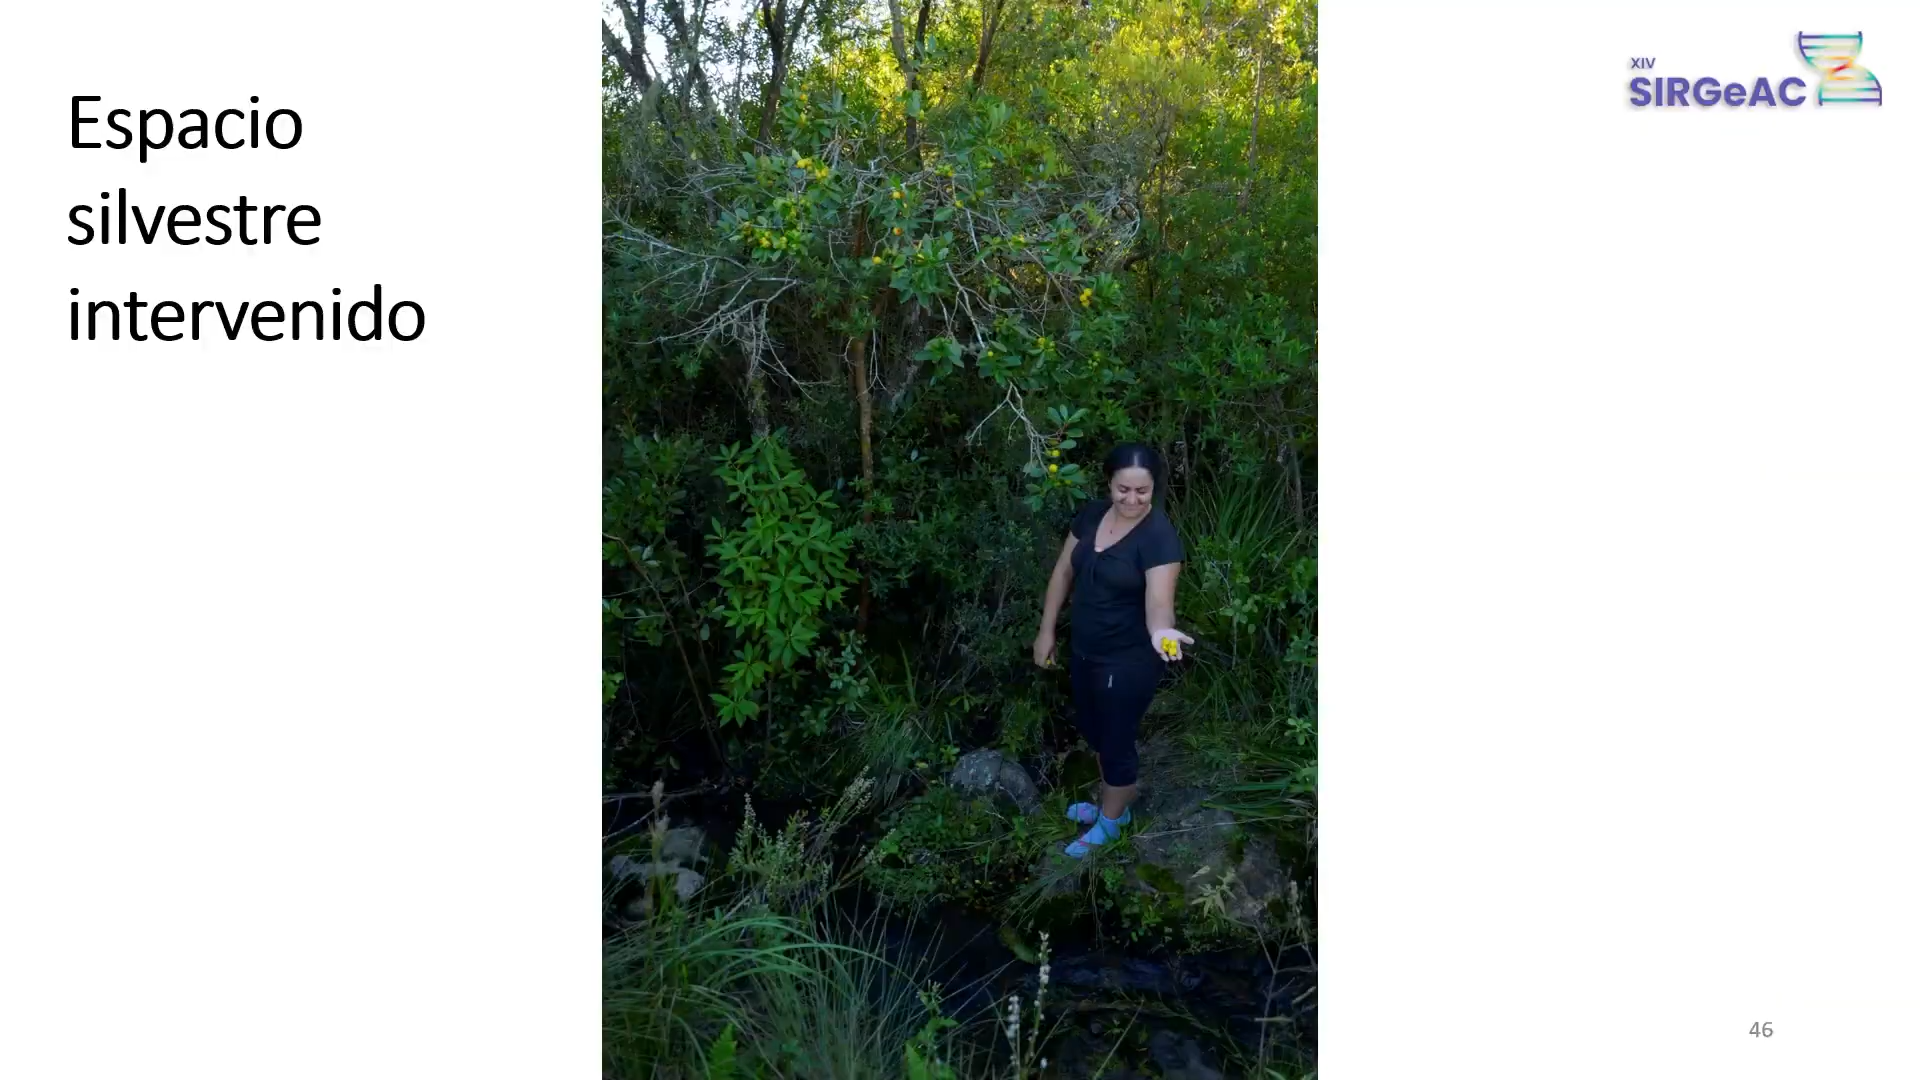 Espacio
silvestre
intervenido
XIV
SIRGeAC
46